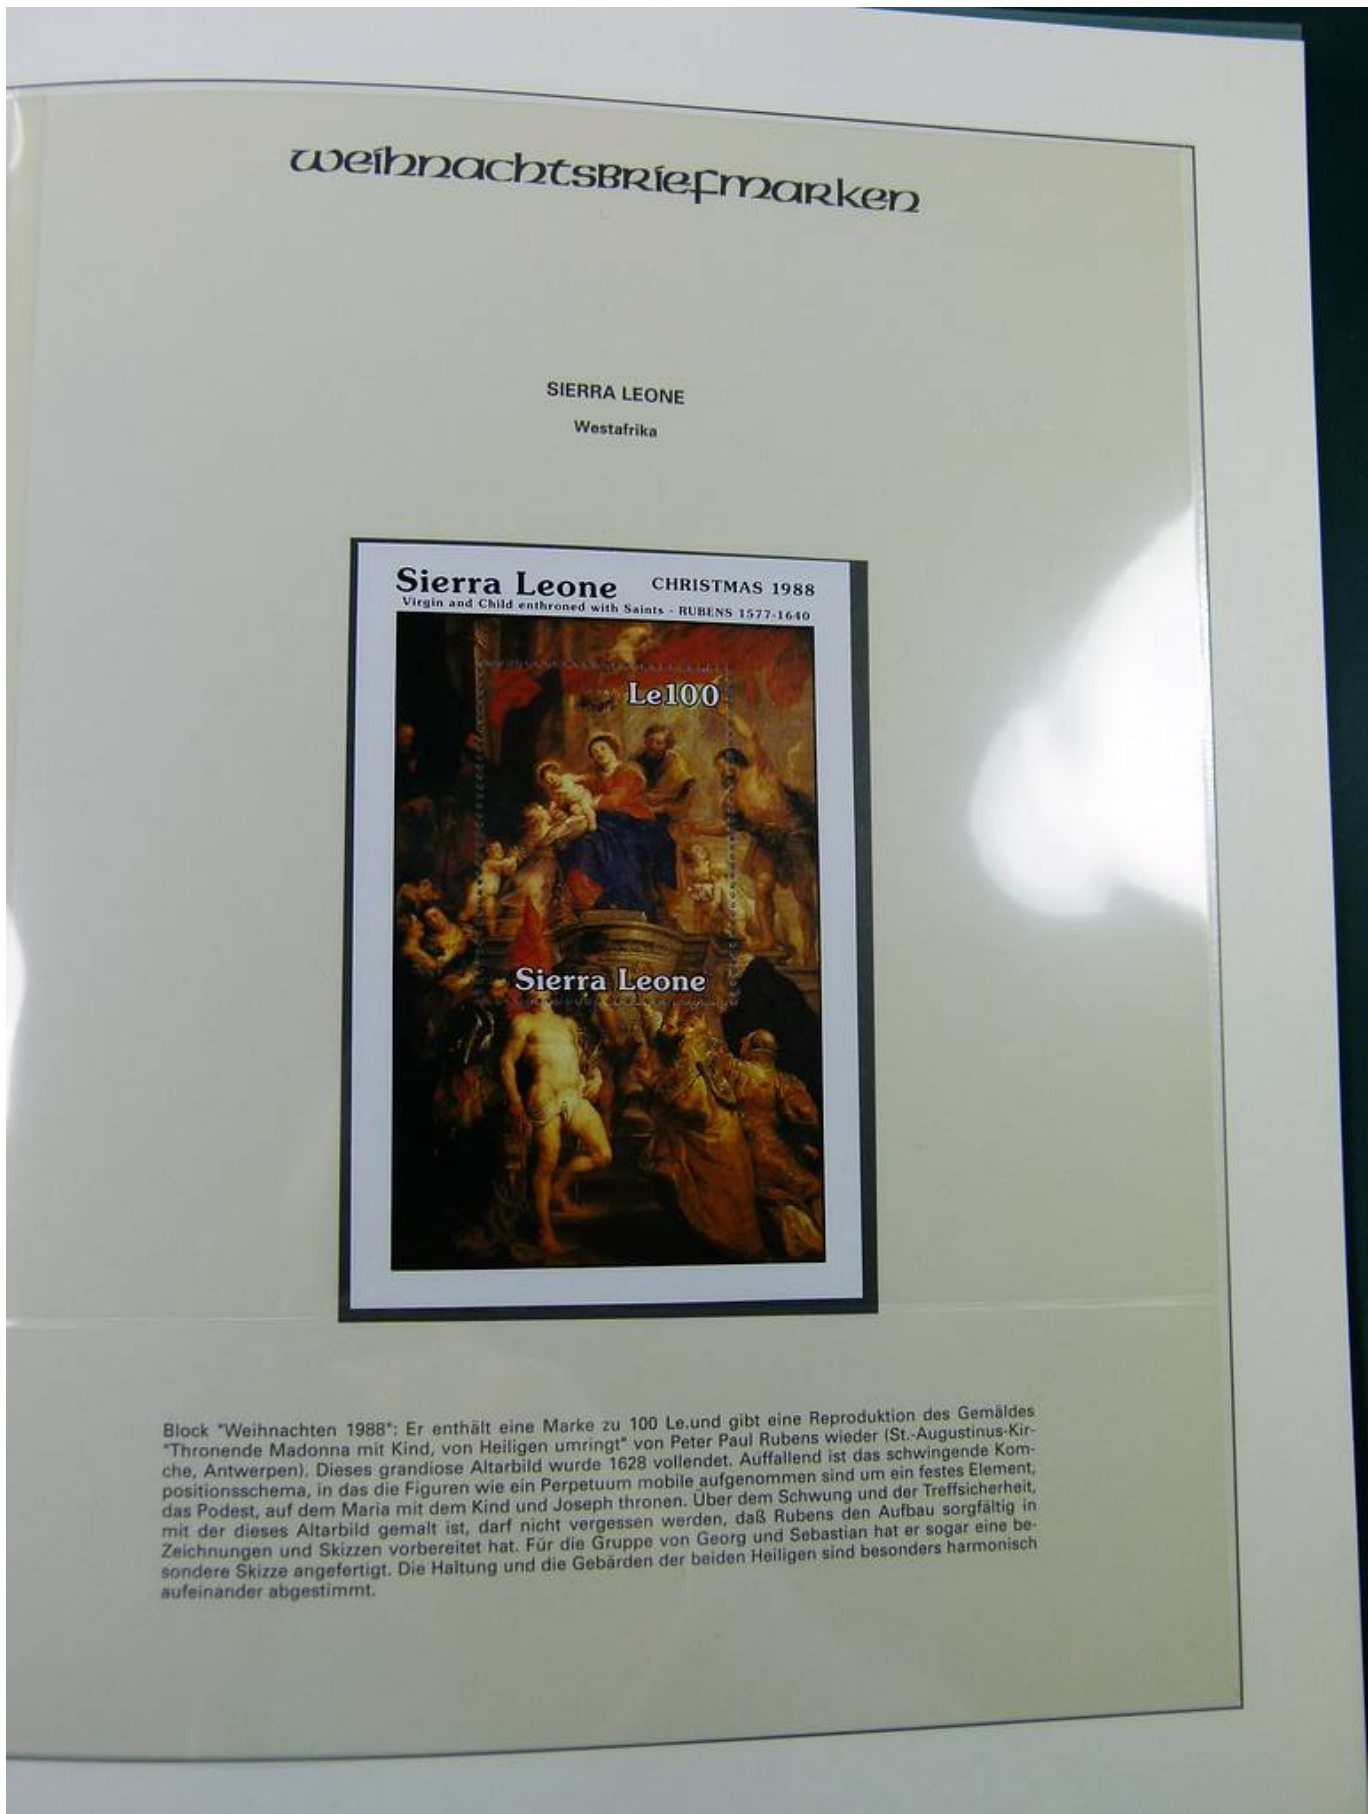 weihnachtsbriefmarken
SIERRA LEONE
Westafrika
Sierra Leone CHRISTMAS 1988
Virgin and Child enthroned with Saints - RUBENS 1577-1640
Le100
Sierra Leone
Block "Weihnachten 1988": Er enthält eine Marke zu 100 Le.und gibt eine Reproduktion des Gemäldes
"Thronende Madonna mit Kind, von Heiligen umringt" von Peter Paul Rubens wieder (St.-Augustinus-Kir-
che, Antwerpen). Dieses grandiose Altarbild wurde 1628 vollendet. Auffallend ist das schwingende Kom-
positionsschema, in das die Figuren wie ein Perpetuum mobile aufgenommen sind um ein festes Element,
das Podest, auf dem Maria mit dem Kind und Joseph thronen. Über dem Schwung und der Treffsicherheit,
mit der dieses Altarbild gemalt ist, darf nicht vergessen werden, daß Rubens den Aufbau sorgfältig in
Zeichnungen und Skizzen vorbereitet hat. Für die Gruppe von Georg und Sebastian hat er sogar eine be-
sondere Skizze angefertigt. Die Haltung und die Gebärden der beiden Heiligen sind besonders harmonisch
aufeinander abgestimmt.